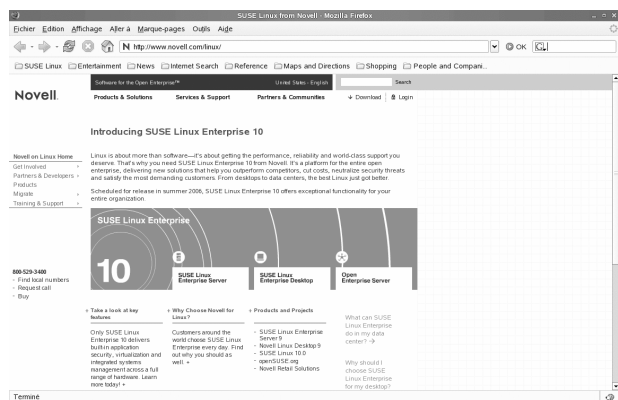 SUSE Linux from Novell - Mozilla Firefox
Fichier Edition Affichage Aller à Marque-pages Outils Aide
N http://www.novell.com/linux/ OK G
SUSE Linux Entertainment News Internet Search Reference Maps and Directions Shopping People and Compani...
Software for the Open Enterprise™ United States - English Search
Novell.
Products & Solutions Services & Support Partners & Communities Download Login
Introducing SUSE Linux Enterprise 10
Novell on Linux Home
Get Involved
Partners & Developers
Products
Migrate
Training & Support
Linux is about more than software—it's about getting the performance, reliability and world-class support you
deserve. That's why you need SUSE Linux Enterprise 10 from Novell. It's a platform for the entire open
enterprise, delivering new solutions that help you outperform competitors, cut costs, neutralize security threats
and satisfy the most demanding customers. From desktops to data centers, the best Linux just got better.
Scheduled for release in summer 2006, SUSE Linux Enterprise 10 offers exceptional functionality for your
entire organization.
SUSE Linux Enterprise
10
SUSE Linux
Enterprise Server
SUSE Linux
Enterprise Desktop
Open
Enterprise Server
800-529-3400
- Find local numbers
- Request call
- Buy
Take a look at key
features
Only SUSE Linux
Enterprise 10 delivers
built-in application
security, virtualization and
integrated systems
management across a full
range of hardware. Learn
more today! +
Why Choose Novell for
Linux?
Customers around the
world choose SUSE Linux
Enterprise every day. Find
out why you should as
well. +
Products and Projects
- SUSE Linux Enterprise
Server 9
- Novell Linux Desktop 9
- SUSE Linux 10.0
- openSUSE.org
- Novell Retail Solutions
What can SUSE
Linux Enterprise
do in my data
center? →
Why should I
choose SUSE
Linux Enterprise
for my desktop?
Terminé